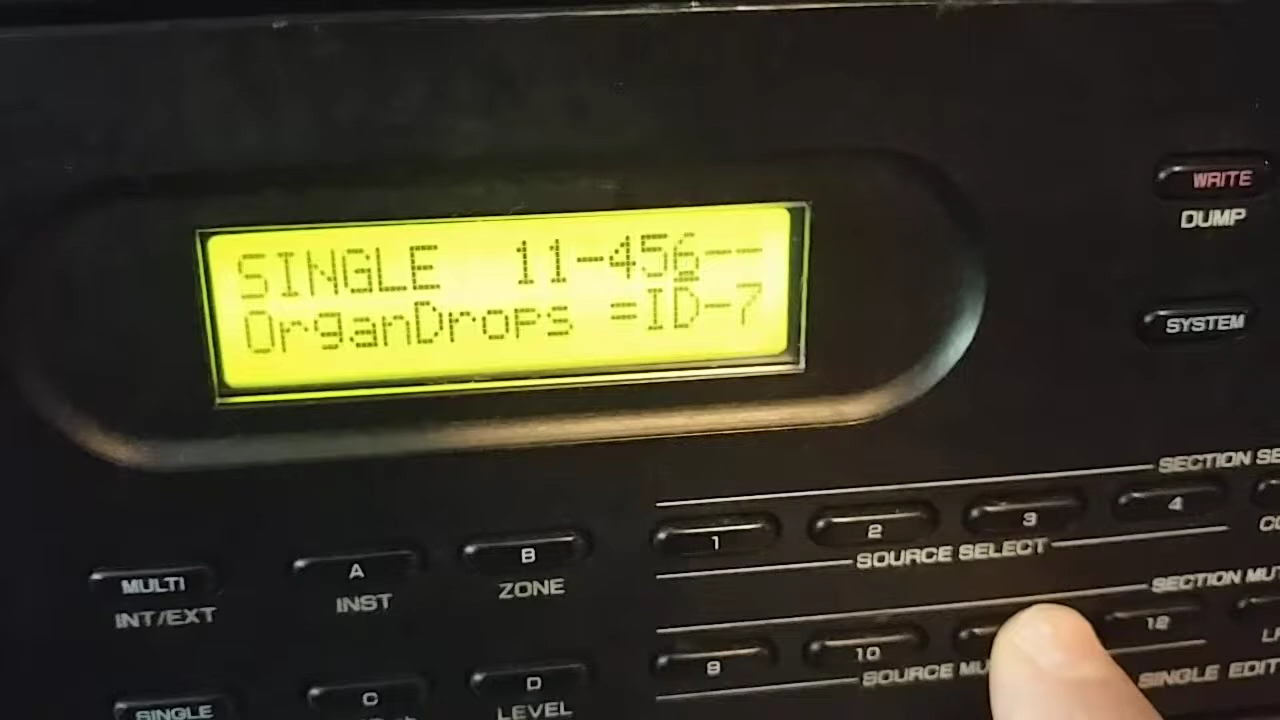 SINGLE 11-456--
OrganDrops =ID-7
WRITE
DUMP
SYSTEM
SECTION SE
1
2
3
4
SOURCE SELECT
MULTI
A
B
INT/EXT
INST
ZONE
SECTION MUT
9
10
12
SOURCE MU
SINGLE EDIT
SINGLE
C
D
LEVEL